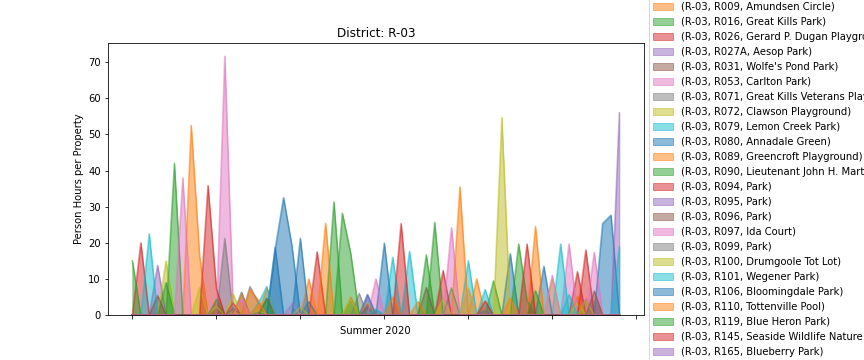 District: R-03
Person Hours per Property
70
60
50
40
30
20
10
0
Summer 2020
(R-03, R009, Amundsen Circle)
(R-03, R016, Great Kills Park)
(R-03, R026, Gerard P. Dugan Playgr
(R-03, R027A, Aesop Park)
(R-03, R031, Wolfe's Pond Park)
(R-03, R053, Carlton Park)
(R-03, R071, Great Kills Veterans Pla
(R-03, R072, Clawson Playground)
(R-03, R079, Lemon Creek Park)
(R-03, R080, Annadale Green)
(R-03, R089, Greencroft Playground)
(R-03, R090, Lieutenant John H. Mart
(R-03, R094, Park)
(R-03, R095, Park)
(R-03, R096, Park)
(R-03, R097, Ida Court)
(R-03, R099, Park)
(R-03, R100, Drumgoole Tot Lot)
(R-03, R101, Wegener Park)
(R-03, R106, Bloomingdale Park)
(R-03, R110, Tottenville Pool)
(R-03, R119, Blue Heron Park)
(R-03, R145, Seaside Wildlife Nature
(R-03, R165, Blueberry Park)